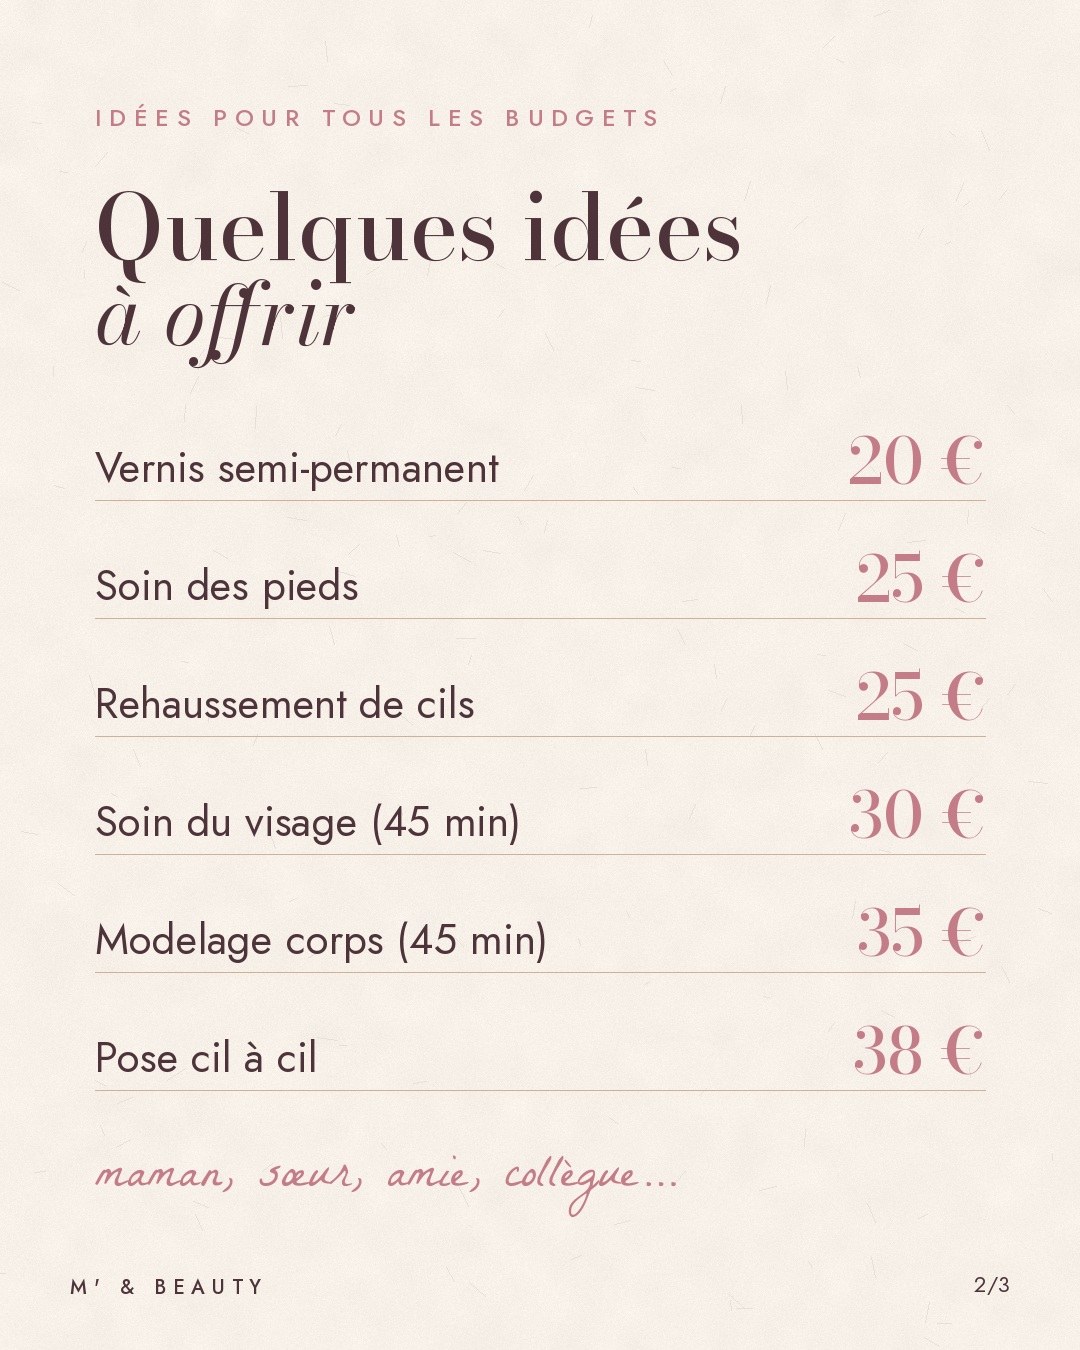 IDÉES POUR TOUS LES BUDGETS
Quelques idées
à offrir
Vernis semi-permanent 20 €
Soin des pieds 25 €
Rehaussement de cils 25 €
Soin du visage (45 min) 30 €
Modelage corps (45 min) 35 €
Pose cil à cil 38 €
maman, sœur, amie, collègue...
M' & BEAUTY 2/3